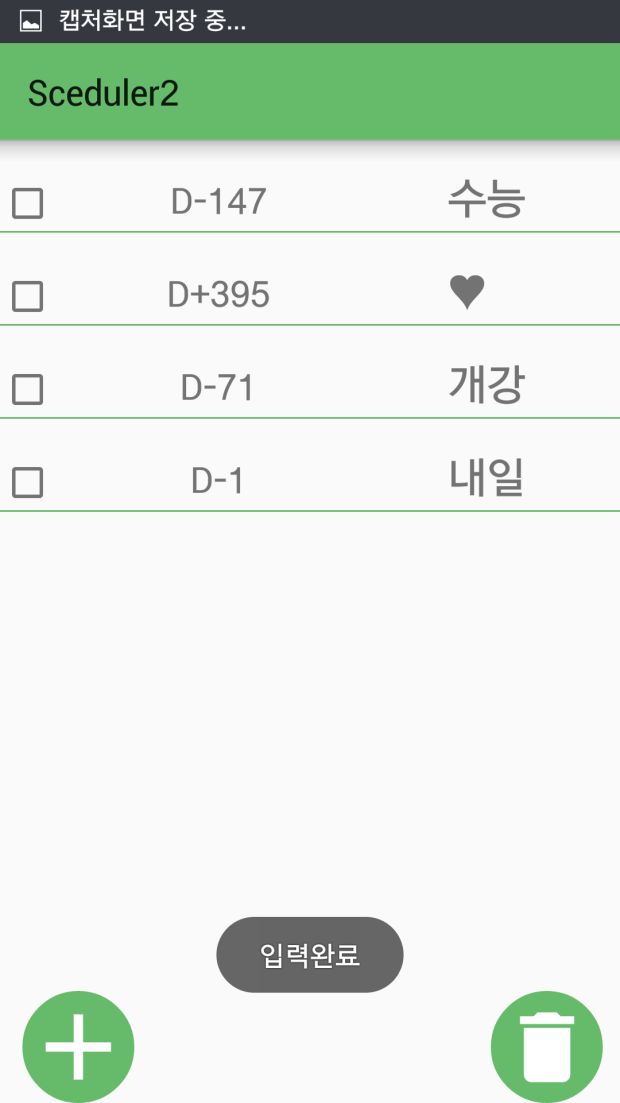 캡처화면 저장 중...
Sceduler2
D-147 수능
D+395 ♥
D-71 개강
D-1 내일
입력완료